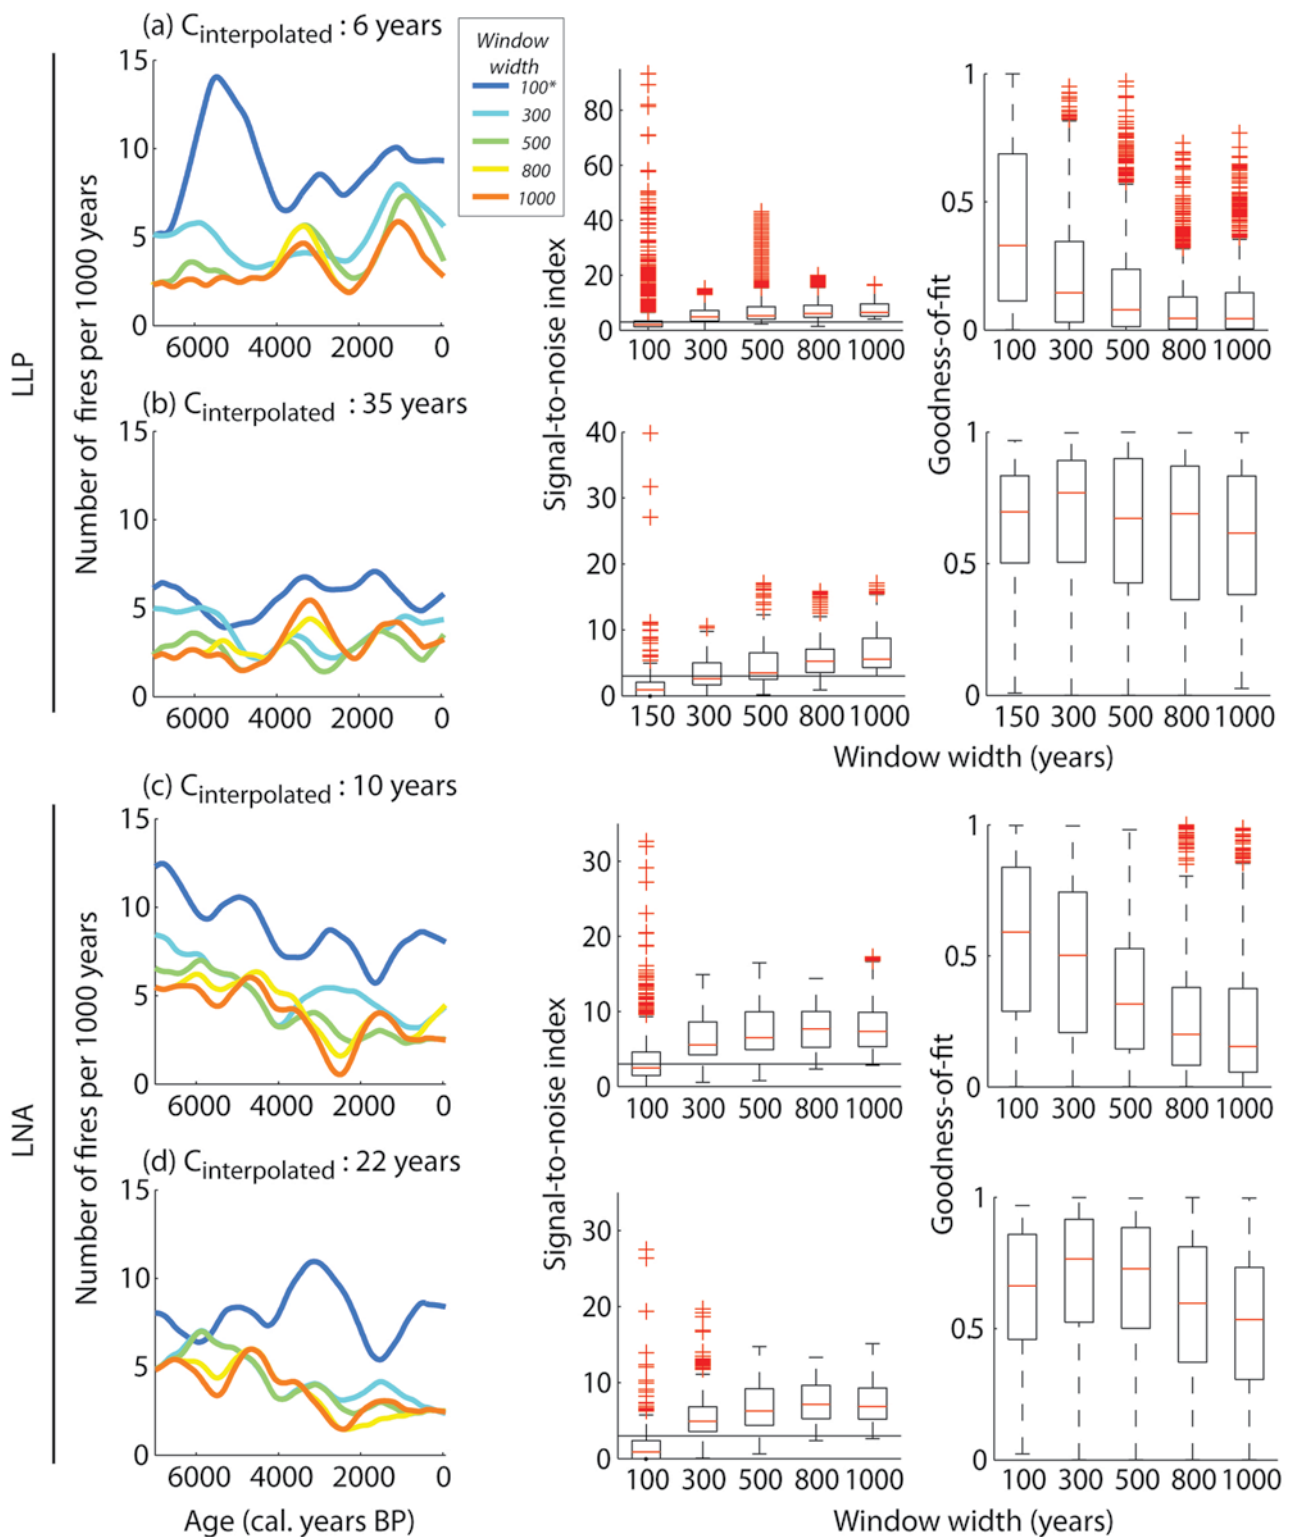 (a) Cinterpolated : 6 years
Window
width
100*
300
500
800
1000
15
10
5
0
6000 4000 2000 0
80
60
40
20
0
100 300 500 800 1000
1
0.5
0
100 300 500 800 1000
LLP
Number of fires per 1000 years
Signal-to-noise index
Goodness-of-fit
(b) Cinterpolated : 35 years
15
10
5
0
6000 4000 2000 0
40
30
20
10
0
150 300 500 800 1000
1
0.5
0
150 300 500 800 1000
Window width (years)
(c) Cinterpolated : 10 years
15
10
5
0
6000 4000 2000 0
30
20
10
0
100 300 500 800 1000
1
0.5
0
100 300 500 800 1000
LNA
Number of fires per 1000 years
Signal-to-noise index
Goodness-of-fit
(d) Cinterpolated : 22 years
15
10
5
0
6000 4000 2000 0
30
20
10
0
100 300 500 800 1000
1
0.5
0
100 300 500 800 1000
Age (cal. years BP)
Window width (years)